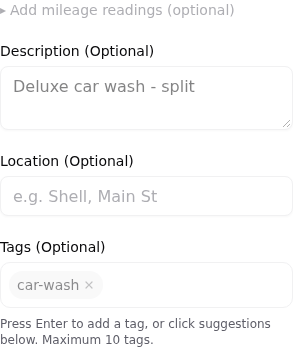 ▸ Add mileage readings (optional)
Description (Optional)
Deluxe car wash - split
Location (Optional)
e.g. Shell, Main St
Tags (Optional)
car-wash ×
Press Enter to add a tag, or click suggestions
below. Maximum 10 tags.